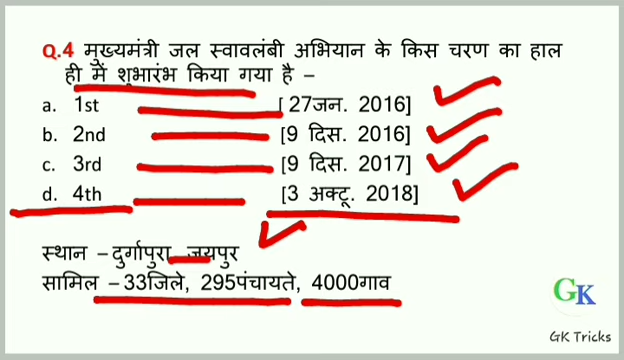 Q.4 मुख्यमंत्री जल स्वावलंबी अभियान के किस चरण का हाल
ही में शुभारंभ किया गया है –
a. 1st [27जन. 2016]
b. 2nd [9 दिस. 2016]
c. 3rd [9 दिस. 2017]
d. 4th [3 अक्टू. 2018]
स्थान – दुर्गापुरा, जयपुर
सामिल – 33जिले, 295पंचायते, 4000गाव
GK
GK Tricks